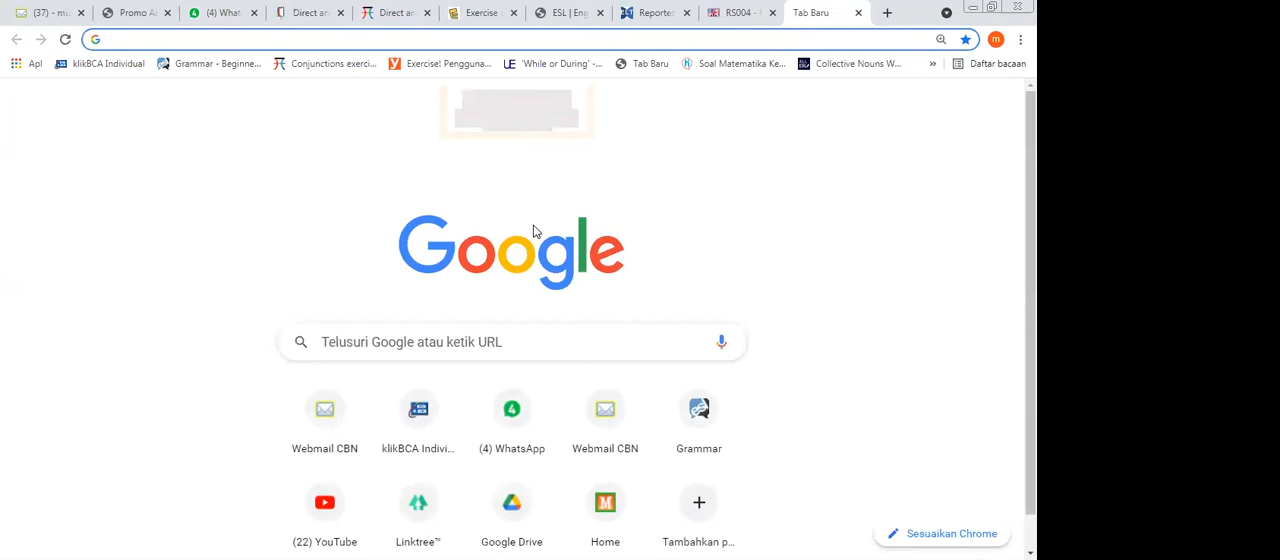 (37) - mu
Promo A
(4) What
Direct an
Direct an
Exercise
ESL | Eng
Reported
RS004 -
Tab Baru
Apl
klikBCA Individual
Grammar - Beginne...
Conjunctions exerci...
Exercise! Pengguna...
'While or During' -...
Tab Baru
Soal Matematika Ke...
Collective Nouns W...
»
Daftar bacaan
Google
Telusuri Google atau ketik URL
Webmail CBN
klikBCA Indivi...
(4) WhatsApp
Webmail CBN
Grammar
(22) YouTube
Linktree™
Google Drive
Home
Tambahkan p...
Sesuaikan Chrome